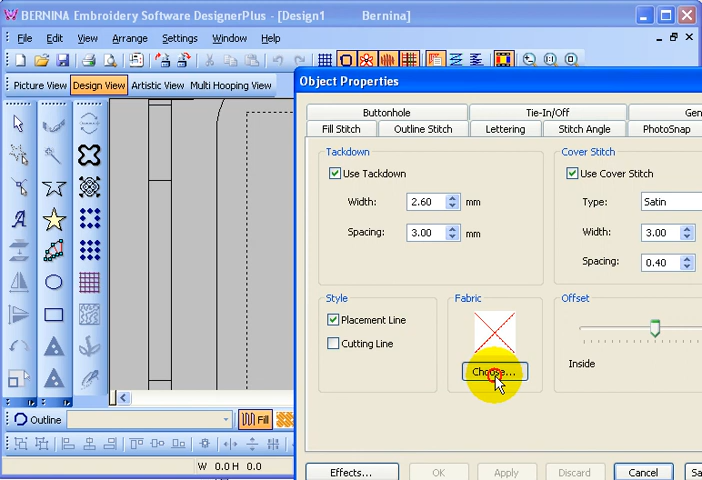 BERNINA Embroidery Software DesignerPlus - [Design1 Bernina]
File Edit View Arrange Settings Window Help
Picture View Design View Artistic View Multi Hooping View
Object Properties
Buttonhole Tie-In/Off Gen
Fill Stitch Outline Stitch Lettering Stitch Angle PhotoSnap
Tackdown Cover Stitch
Use Tackdown Use Cover Stitch
Width: 2.60 mm Type: Satin
Spacing: 3.00 mm Width: 3.00
Spacing: 0.40
Style Fabric Offset
Placement Line
Cutting Line
Inside
Choose...
Outline Fill
W 0.0 H 0.0
Effects... OK Apply Discard Cancel Sa